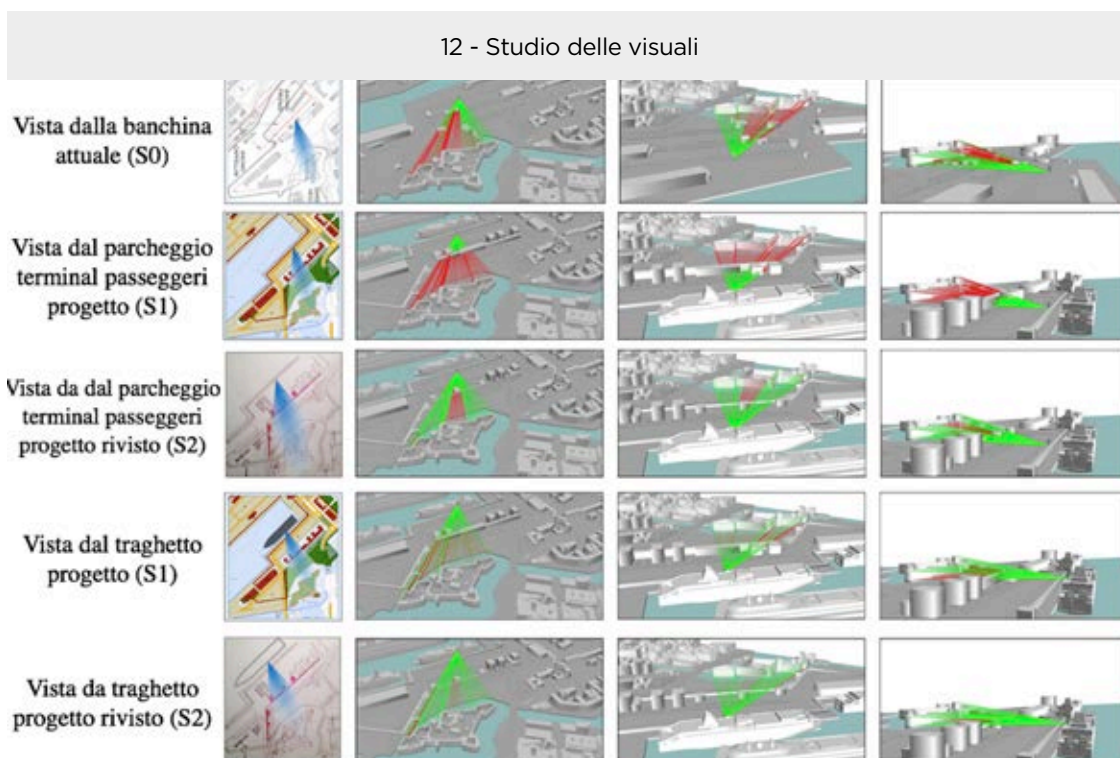 12 - Studio delle visuali
Vista dalla banchina
attuale (S0)
Vista dal parcheggio
terminal passeggeri
progetto (S1)
Vista da dal parcheggio
terminal passeggeri
progetto rivisto (S2)
Vista dal traghetto
progetto (S1)
Vista da traghetto
progetto rivisto (S2)